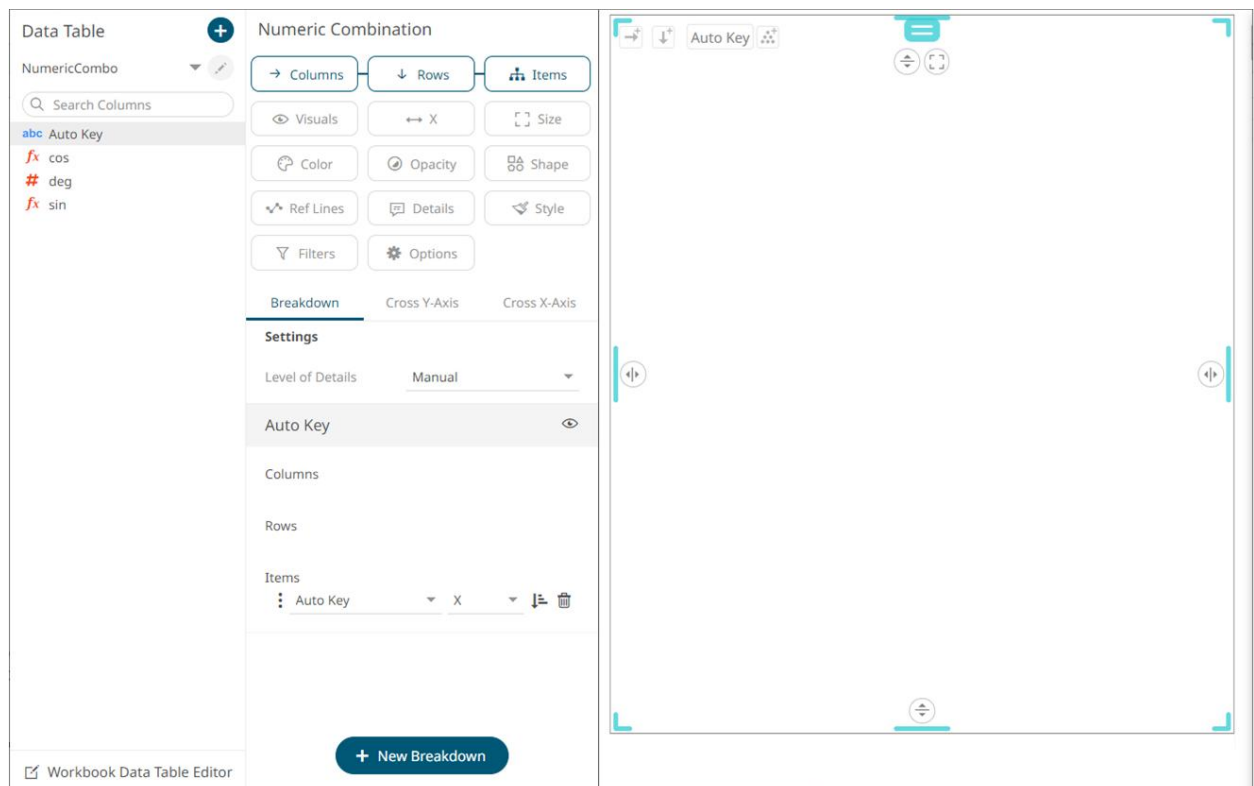 Data Table
NumericCombo
Search Columns
abc Auto Key
fx cos
# deg
fx sin
Workbook Data Table Editor
Numeric Combination
Columns Rows Items
Visuals X Size
Color Opacity Shape
Ref Lines Details Style
Filters Options
Breakdown Cross Y-Axis Cross X-Axis
Settings
Level of Details Manual
Auto Key
Columns
Rows
Items
Auto Key X
+ New Breakdown
Auto Key